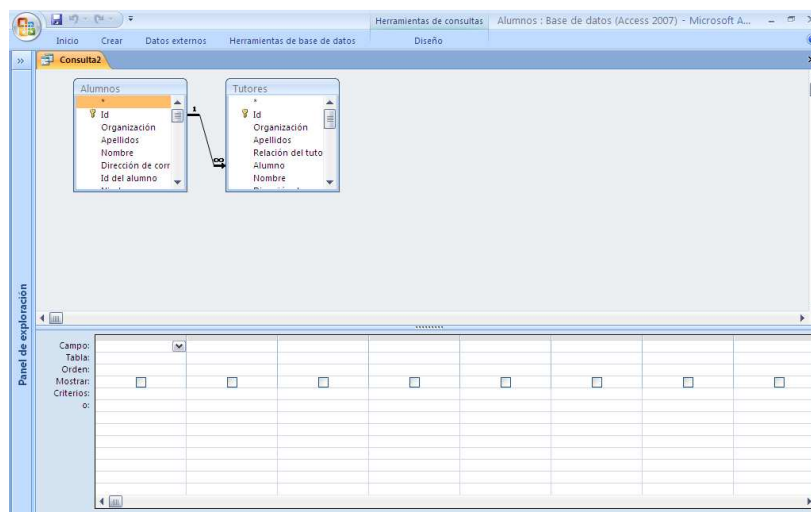 Herramientas de consultas
Alumnos : Base de datos (Access 2007) - Microsoft A...
Inicio
Crear
Datos externos
Herramientas de base de datos
Diseño
»
Consulta2
Alumnos
*
Id
Organización
Apellidos
Nombre
Dirección de corr
Id del alumno
1
∞
Tutores
*
Id
Organización
Apellidos
Relación del tuto
Alumno
Nombre
Panel de exploración
Campo:
Tabla:
Orden:
Mostrar:
Criterios:
o: